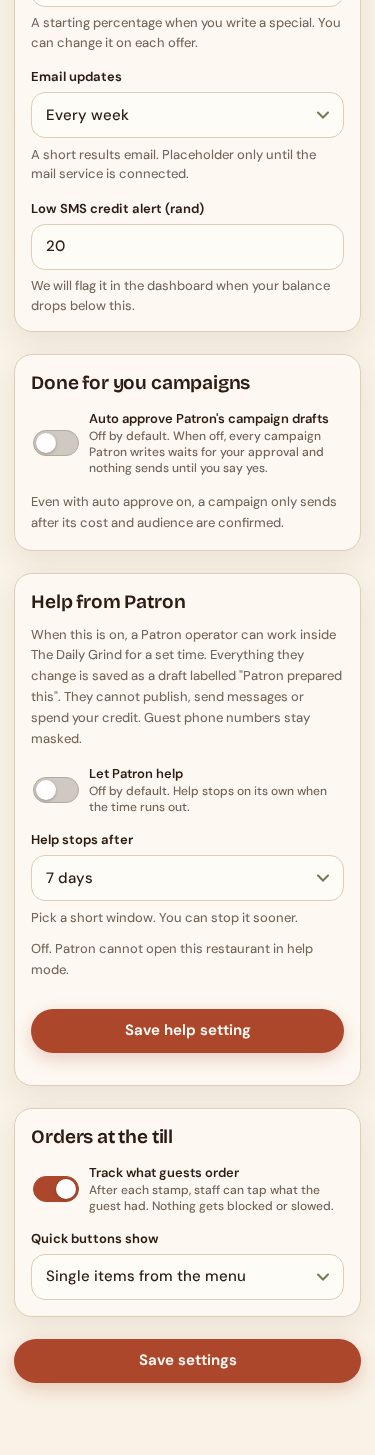 A starting percentage when you write a special. You
can change it on each offer.
Email updates
Every week
A short results email. Placeholder only until the
mail service is connected.
Low SMS credit alert (rand)
20
We will flag it in the dashboard when your balance
drops below this.
Done for you campaigns
Auto approve Patron's campaign drafts
Off by default. When off, every campaign
Patron writes waits for your approval and
nothing sends until you say yes.
Even with auto approve on, a campaign only sends
after its cost and audience are confirmed.
Help from Patron
When this is on, a Patron operator can work inside
The Daily Grind for a set time. Everything they
change is saved as a draft labelled "Patron prepared
this". They cannot publish, send messages or
spend your credit. Guest phone numbers stay
masked.
Let Patron help
Off by default. Help stops on its own when
the time runs out.
Help stops after
7 days
Pick a short window. You can stop it sooner.
Off. Patron cannot open this restaurant in help
mode.
Save help setting
Orders at the till
Track what guests order
After each stamp, staff can tap what the
guest had. Nothing gets blocked or slowed.
Quick buttons show
Single items from the menu
Save settings